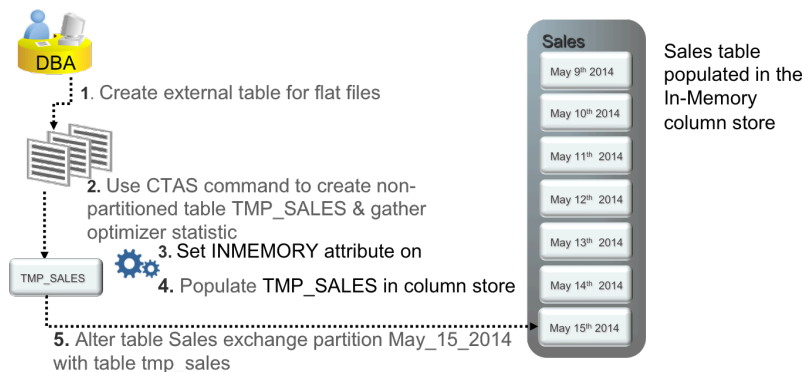 DBA
1. Create external table for flat files
2. Use CTAS command to create non-
partitioned table TMP_SALES & gather
optimizer statistic
3. Set INMEMORY attribute on
4. Populate TMP_SALES in column store
TMP_SALES
5. Alter table Sales exchange partition May_15_2014
with table tmp_sales
Sales
May 9th 2014
May 10th 2014
May 11th 2014
May 12th 2014
May 13th 2014
May 14th 2014
May 15th 2014
Sales table
populated in the
In-Memory
column store